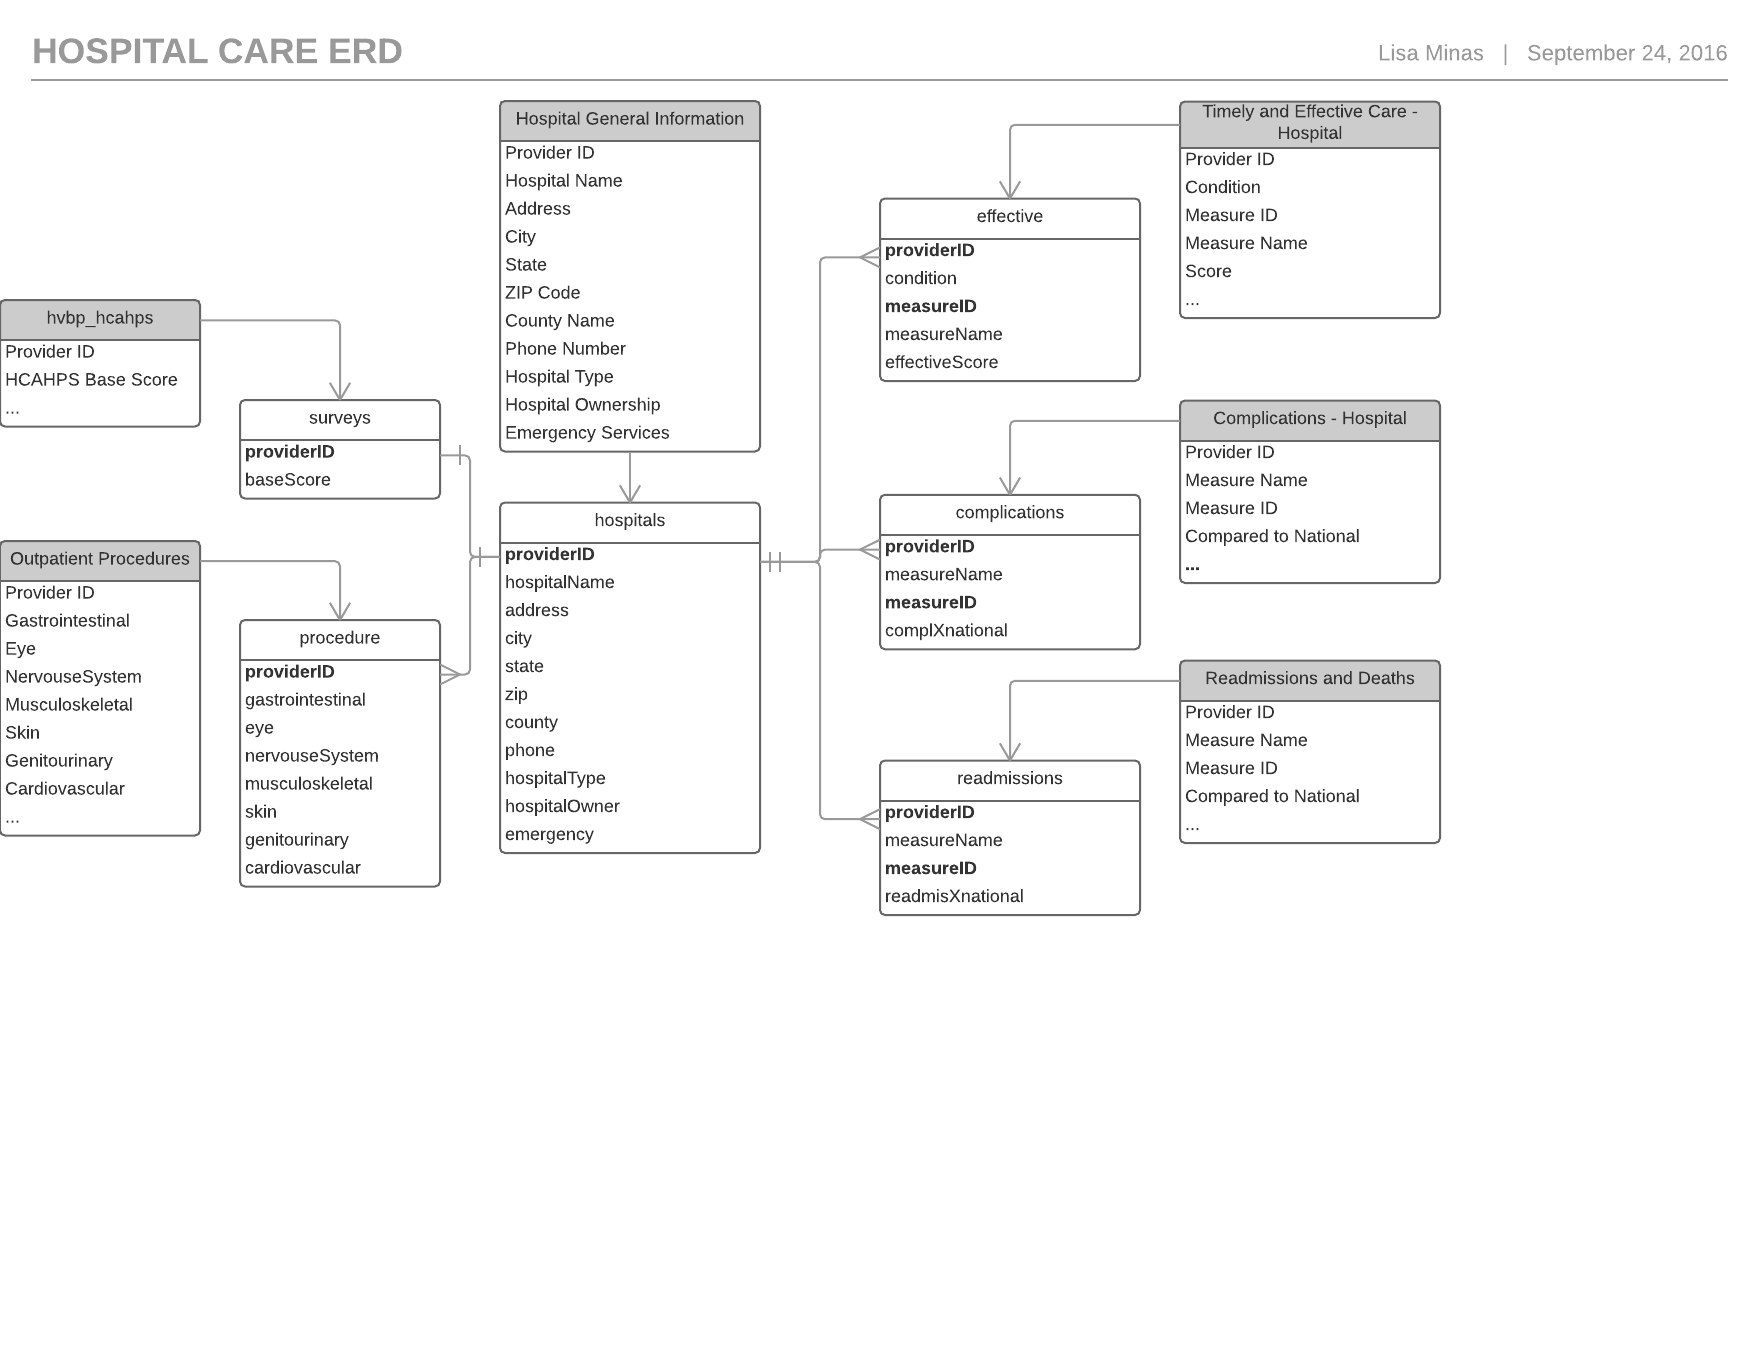 HOSPITAL CARE ERD
Lisa Minas | September 24, 2016
hvbp_hcahps
Provider ID
HCAHPS Base Score
...
surveys
providerID
baseScore
Outpatient Procedures
Provider ID
Gastrointestinal
Eye
NervouseSystem
Musculoskeletal
Skin
Genitourinary
Cardiovascular
...
procedure
providerID
gastrointestinal
eye
nervouseSystem
musculoskeletal
skin
genitourinary
cardiovascular
Hospital General Information
Provider ID
Hospital Name
Address
City
State
ZIP Code
County Name
Phone Number
Hospital Type
Hospital Ownership
Emergency Services
hospitals
providerID
hospitalName
address
city
state
zip
county
phone
hospitalType
hospitalOwner
emergency
effective
providerID
condition
measureID
measureName
effectiveScore
complications
providerID
measureName
measureID
complXnational
readmissions
providerID
measureName
measureID
readmisXnational
Timely and Effective Care -
Hospital
Provider ID
Condition
Measure ID
Measure Name
Score
...
Complications - Hospital
Provider ID
Measure Name
Measure ID
Compared to National
...
Readmissions and Deaths
Provider ID
Measure Name
Measure ID
Compared to National
...